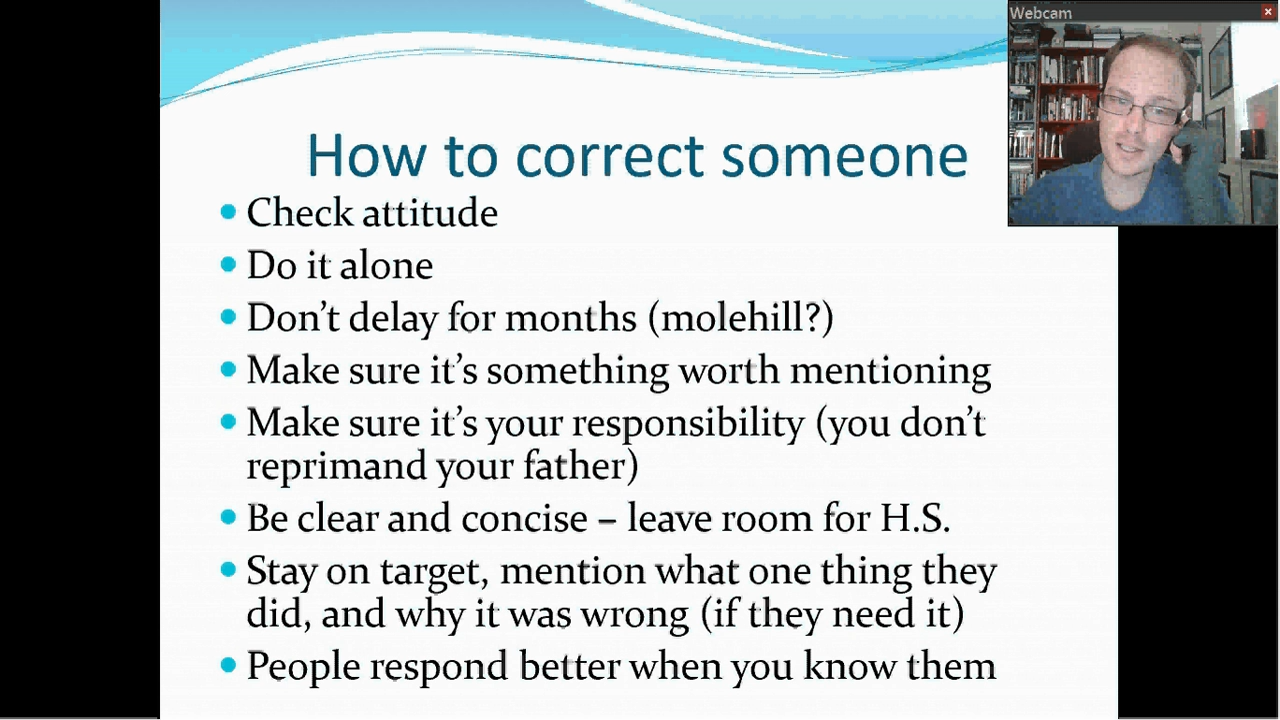 Webcam
How to correct someone
• Check attitude
• Do it alone
• Don't delay for months (molehill?)
• Make sure it's something worth mentioning
• Make sure it's your responsibility (you don't
reprimand your father)
• Be clear and concise – leave room for H.S.
• Stay on target, mention what one thing they
did, and why it was wrong (if they need it)
• People respond better when you know them